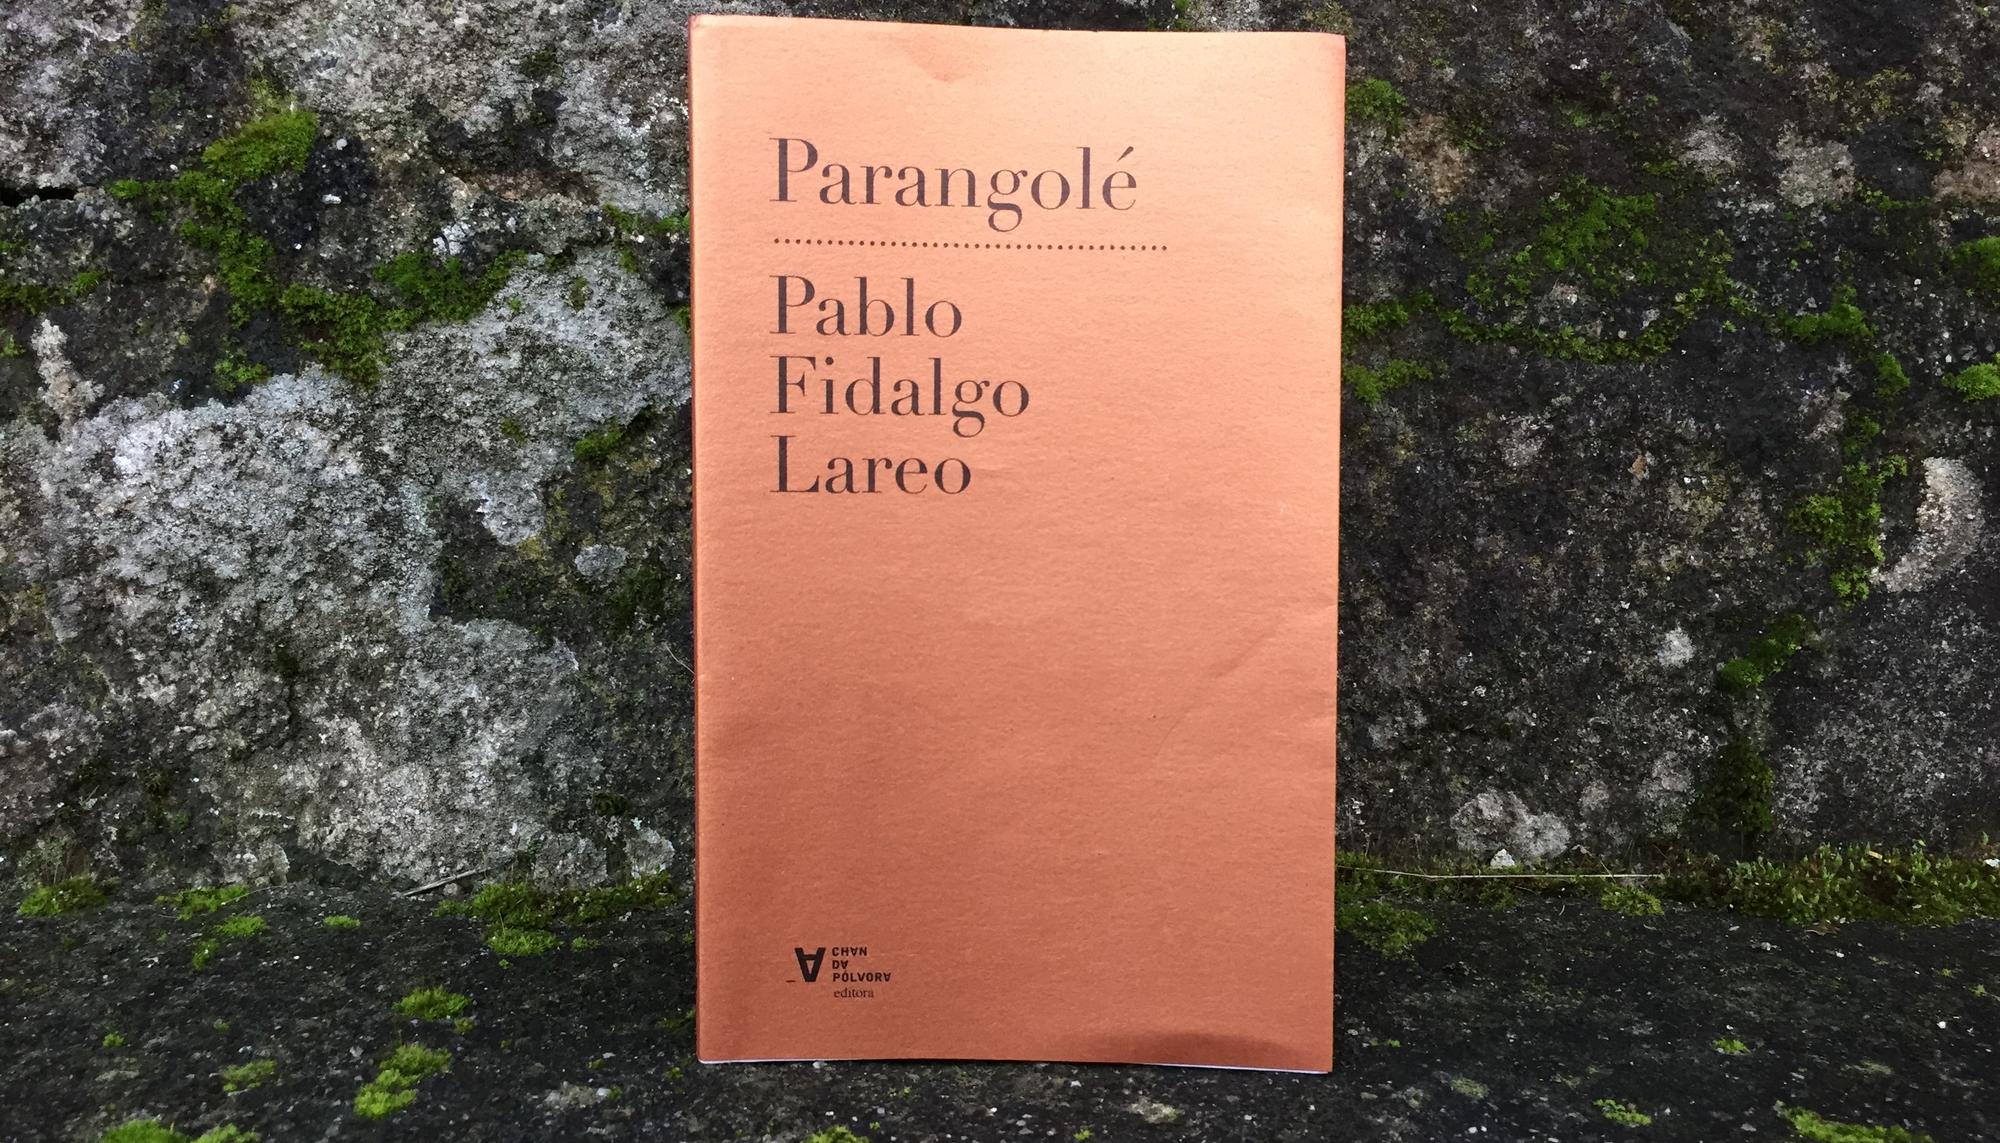 Parangolé
Pablo
Fidalgo
Lareo
CHAN
DA
PÓLVORA
editora